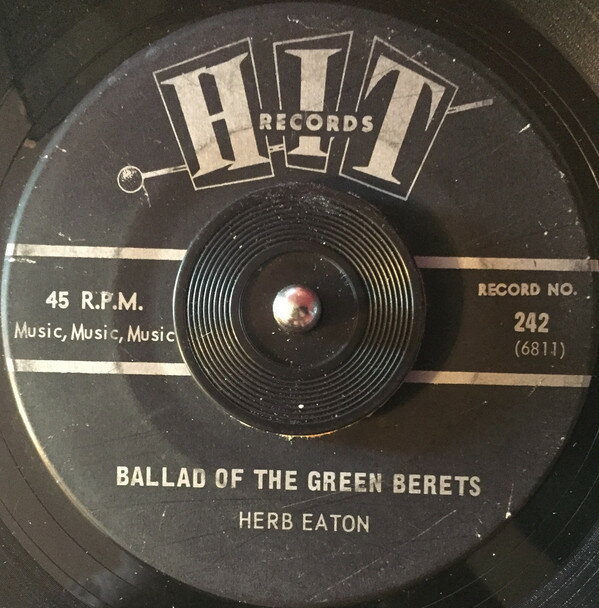 HIT
RECORDS
45 R.P.M.
Music, Music, Music
RECORD NO.
242
(6811)
BALLAD OF THE GREEN BERETS
HERB EATON